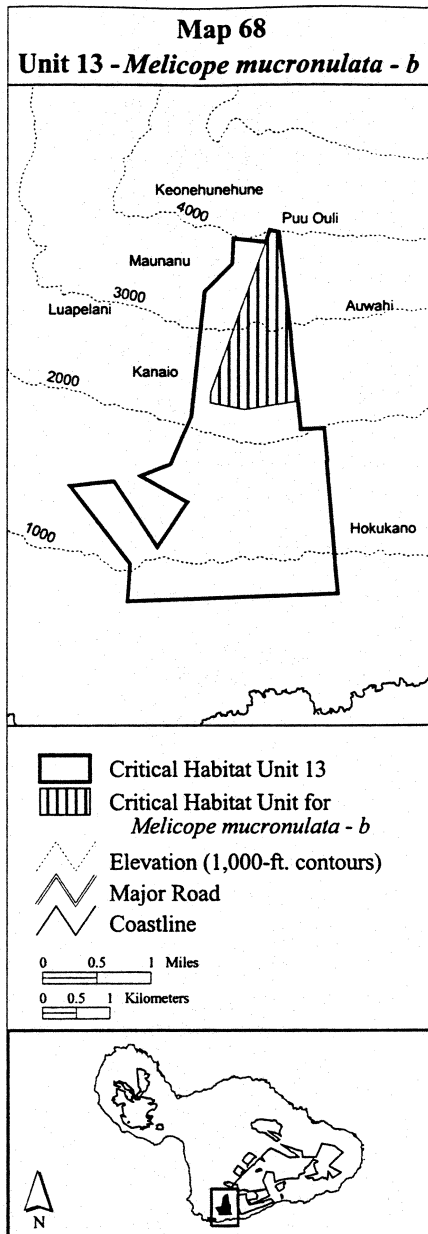 Map 68
Unit 13 - Melicope mucronulata - b
Keonehunehune
4000
Puu Ouli
Maunanu
3000
Luapelani
Auwahi
Kanaio
2000
1000
Hokukano
Critical Habitat Unit 13
Critical Habitat Unit for
Melicope mucronulata - b
Elevation (1,000-ft. contours)
Major Road
Coastline
0 0.5 1 Miles
0 0.5 1 Kilometers
N